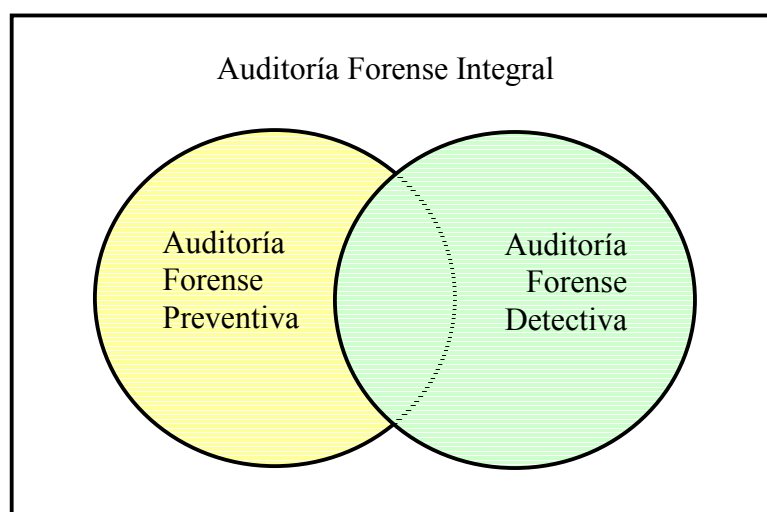 Auditoría Forense Integral
Auditoría
Forense
Preventiva
Auditoría
Forense
Detectiva